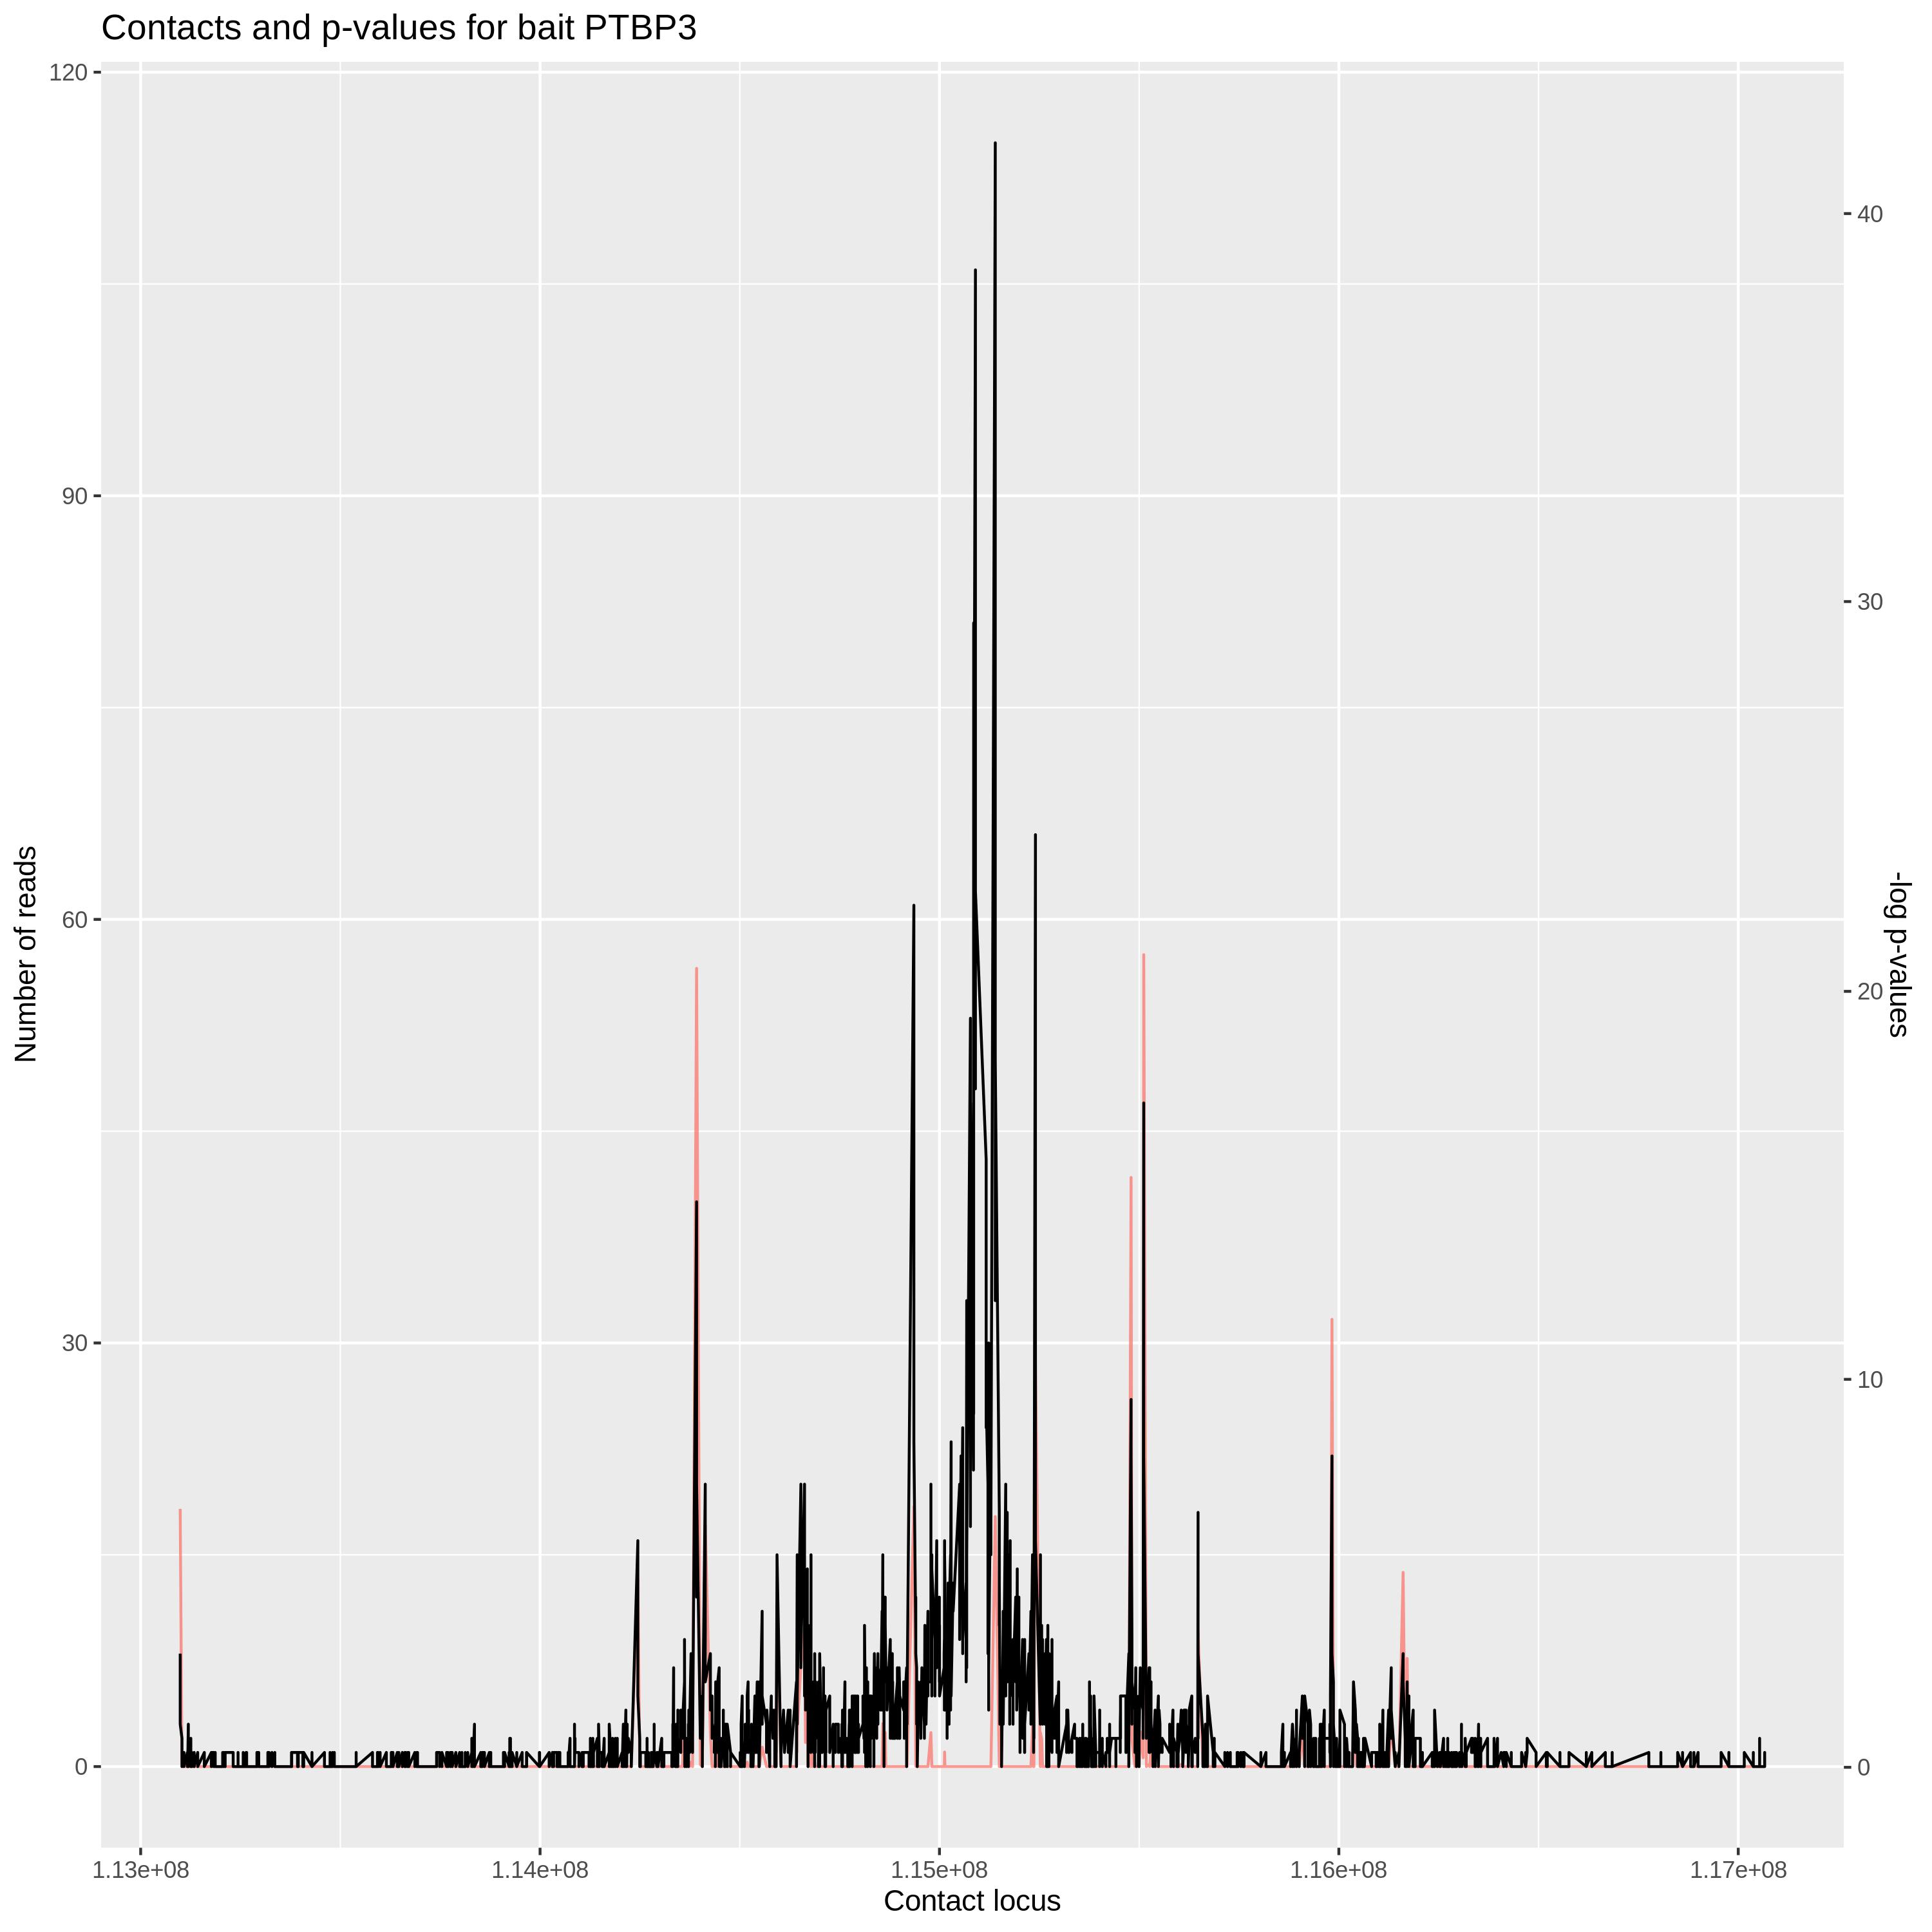 Contacts and p-values for bait PTBP3
120
90
60
30
0
Number of reads
40
30
20
10
0
-log p-values
1.13e+08
1.14e+08
1.15e+08
1.16e+08
1.17e+08
Contact locus